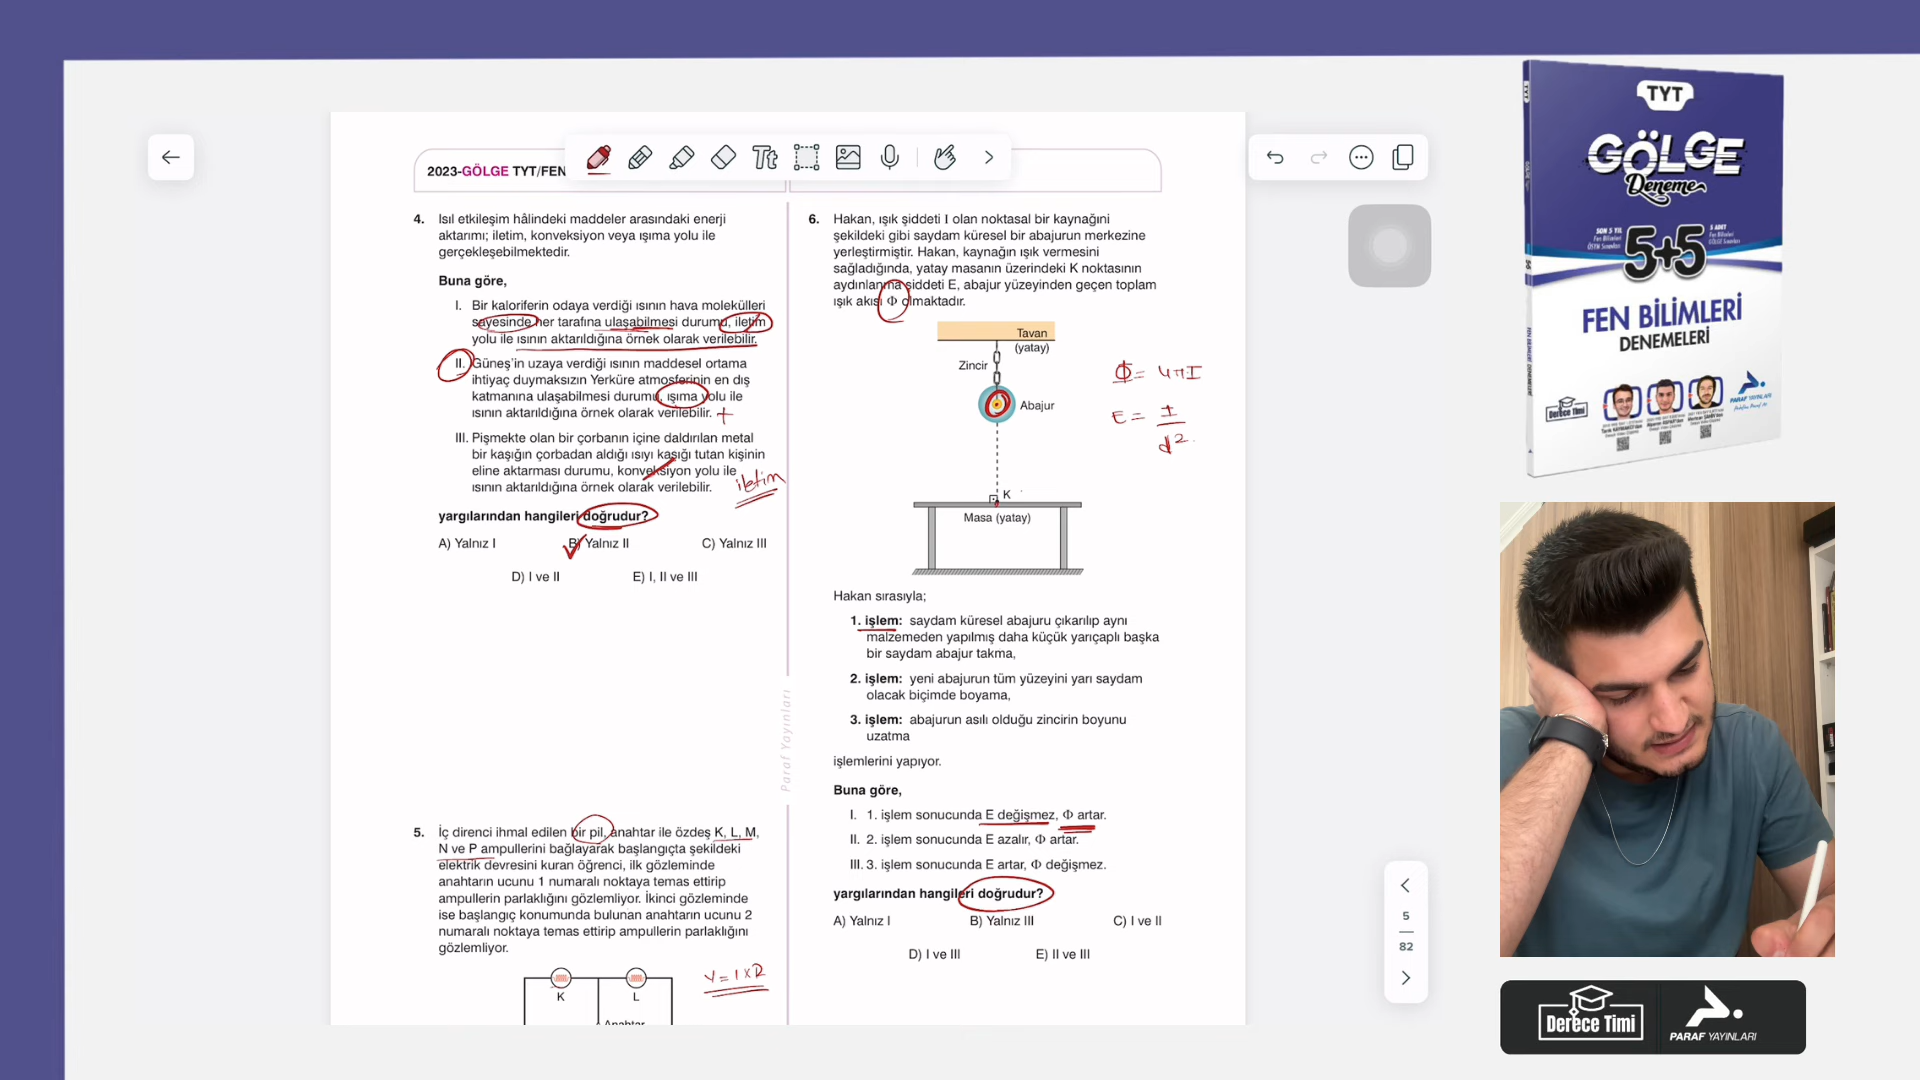 2023-GÖLGE TYT/FEN
4. Isıl etkileşim hâlindeki maddeler arasındaki enerji
aktarımı; iletim, konveksiyon veya ışıma yolu ile
gerçekleşebilmektedir.
Buna göre,
I. Bir kaloriferin odaya verdiği ısının hava molekülleri
sayesinde her tarafına ulaşabilmesi durumu, iletim
yolu ile ısının aktarıldığına örnek olarak verilebilir.
II. Güneş'in uzaya verdiği ısının maddesel ortama
ihtiyaç duymaksızın Yerküre atmosferinin en dış
katmanına ulaşabilmesi durumu, ışıma yolu ile
ısının aktarıldığına örnek olarak verilebilir. +
III. Pişmekte olan bir çorbanın içine daldırılan metal
bir kaşığın çorbadan aldığı ısıyı kaşığı tutan kişinin
eline aktarması durumu, konveksiyon yolu ile
ısının aktarıldığına örnek olarak verilebilir.
iletim
yargılarından hangileri doğrudur?
A) Yalnız I B) Yalnız II C) Yalnız III
D) I ve II E) I, II ve III
5. İç direnci ihmal edilen bir pil, anahtar ile özdeş K, L, M,
N ve P ampullerini bağlayarak başlangıçta şekildeki
elektrik devresini kuran öğrenci, ilk gözleminde
anahtarın ucunu 1 numaralı noktaya temas ettirip
ampullerin parlaklığını gözlemliyor. İkinci gözleminde
ise başlangıç konumunda bulunan anahtarın ucunu 2
numaralı noktaya temas ettirip ampullerin parlaklığını
gözlemliyor.
V = I x R
K L
Anahtar
Paraf Yayınları
6. Hakan, ışık şiddeti I olan noktasal bir kaynağını
şekildeki gibi saydam küresel bir abajurun merkezine
yerleştirmiştir. Hakan, kaynağın ışık vermesini
sağladığında, yatay masanın üzerindeki K noktasının
aydınlanma şiddeti E, abajur yüzeyinden geçen toplam
ışık akısı Φ olmaktadır.
Tavan
(yatay)
Zincir
Abajur
Φ = 4πI
E = I / d2
K
Masa (yatay)
Hakan sırasıyla;
1. işlem: saydam küresel abajuru çıkarılıp aynı
malzemeden yapılmış daha küçük yarıçaplı başka
bir saydam abajur takma,
2. işlem: yeni abajurun tüm yüzeyini yarı saydam
olacak biçimde boyama,
3. işlem: abajurun asılı olduğu zincirin boyunu
uzatma
işlemlerini yapıyor.
Buna göre,
I. 1. işlem sonucunda E değişmez, Φ artar.
II. 2. işlem sonucunda E azalır, Φ artar.
III. 3. işlem sonucunda E artar, Φ değişmez.
yargılarından hangileri doğrudur?
A) Yalnız I B) Yalnız III C) I ve II
D) I ve III E) II ve III
5
82
TYT
GÖLGE
Deneme
5+5
FEN BİLİMLERİ
DENEMELERİ
Derece Timi
PARAF YAYINLARI
Derece Timi
PARAF YAYINLARI